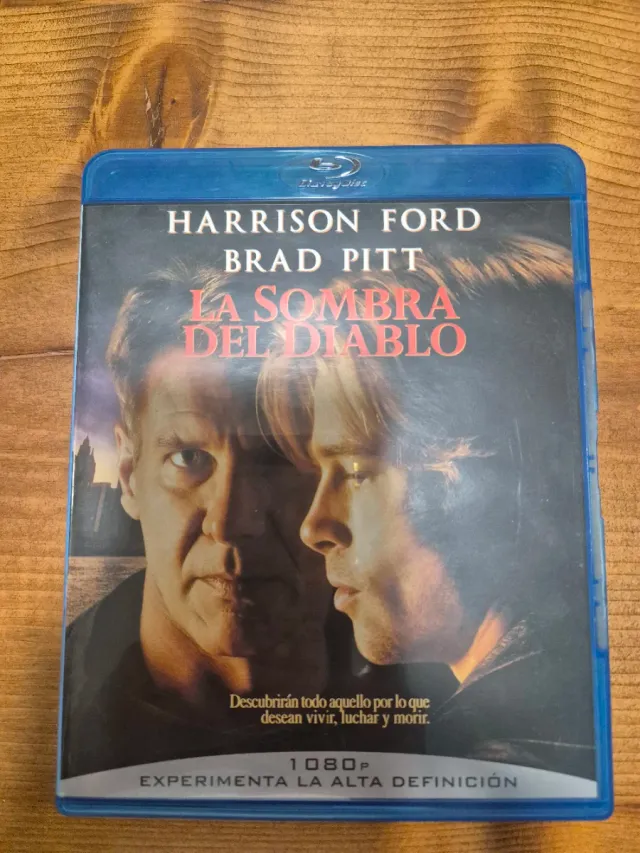 Blu-ray Disc
HARRISON FORD
BRAD PITT
LA SOMBRA
DEL DIABLO
Descubrirán todo aquello por lo que
desean vivir, luchar y morir.
1080P
EXPERIMENTA LA ALTA DEFINICIÓN